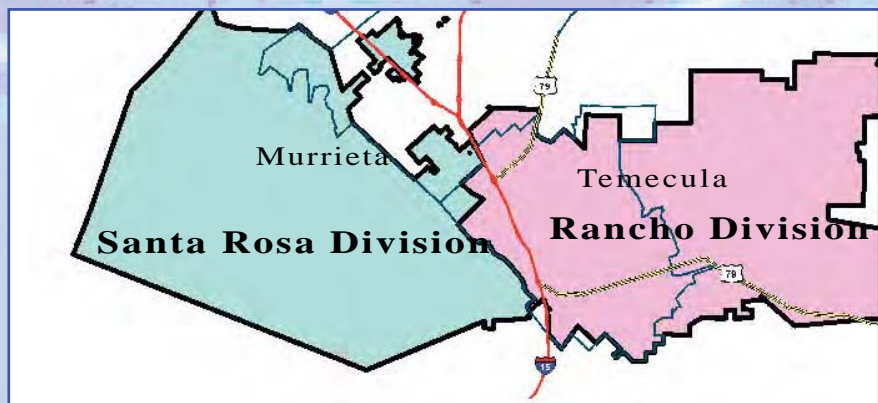 79
Murrieta
Temecula
Santa Rosa Division
Rancho Division
79
15